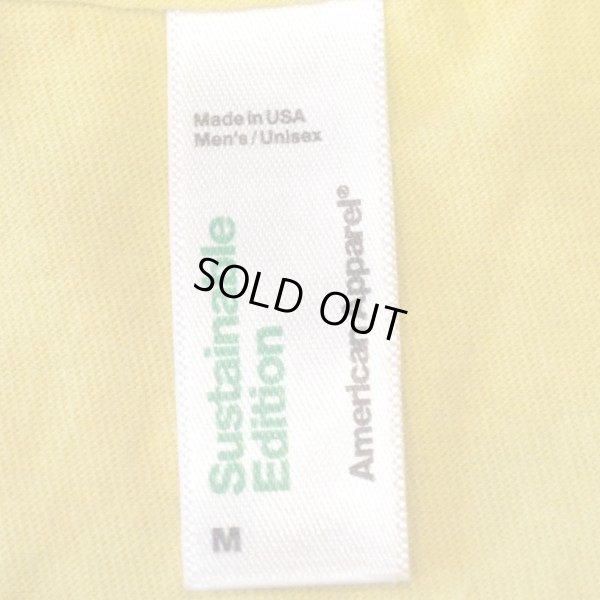 Made in USA
Men's / Unisex
Sustainable
Edition
American Apparel®
M
SOLD OUT